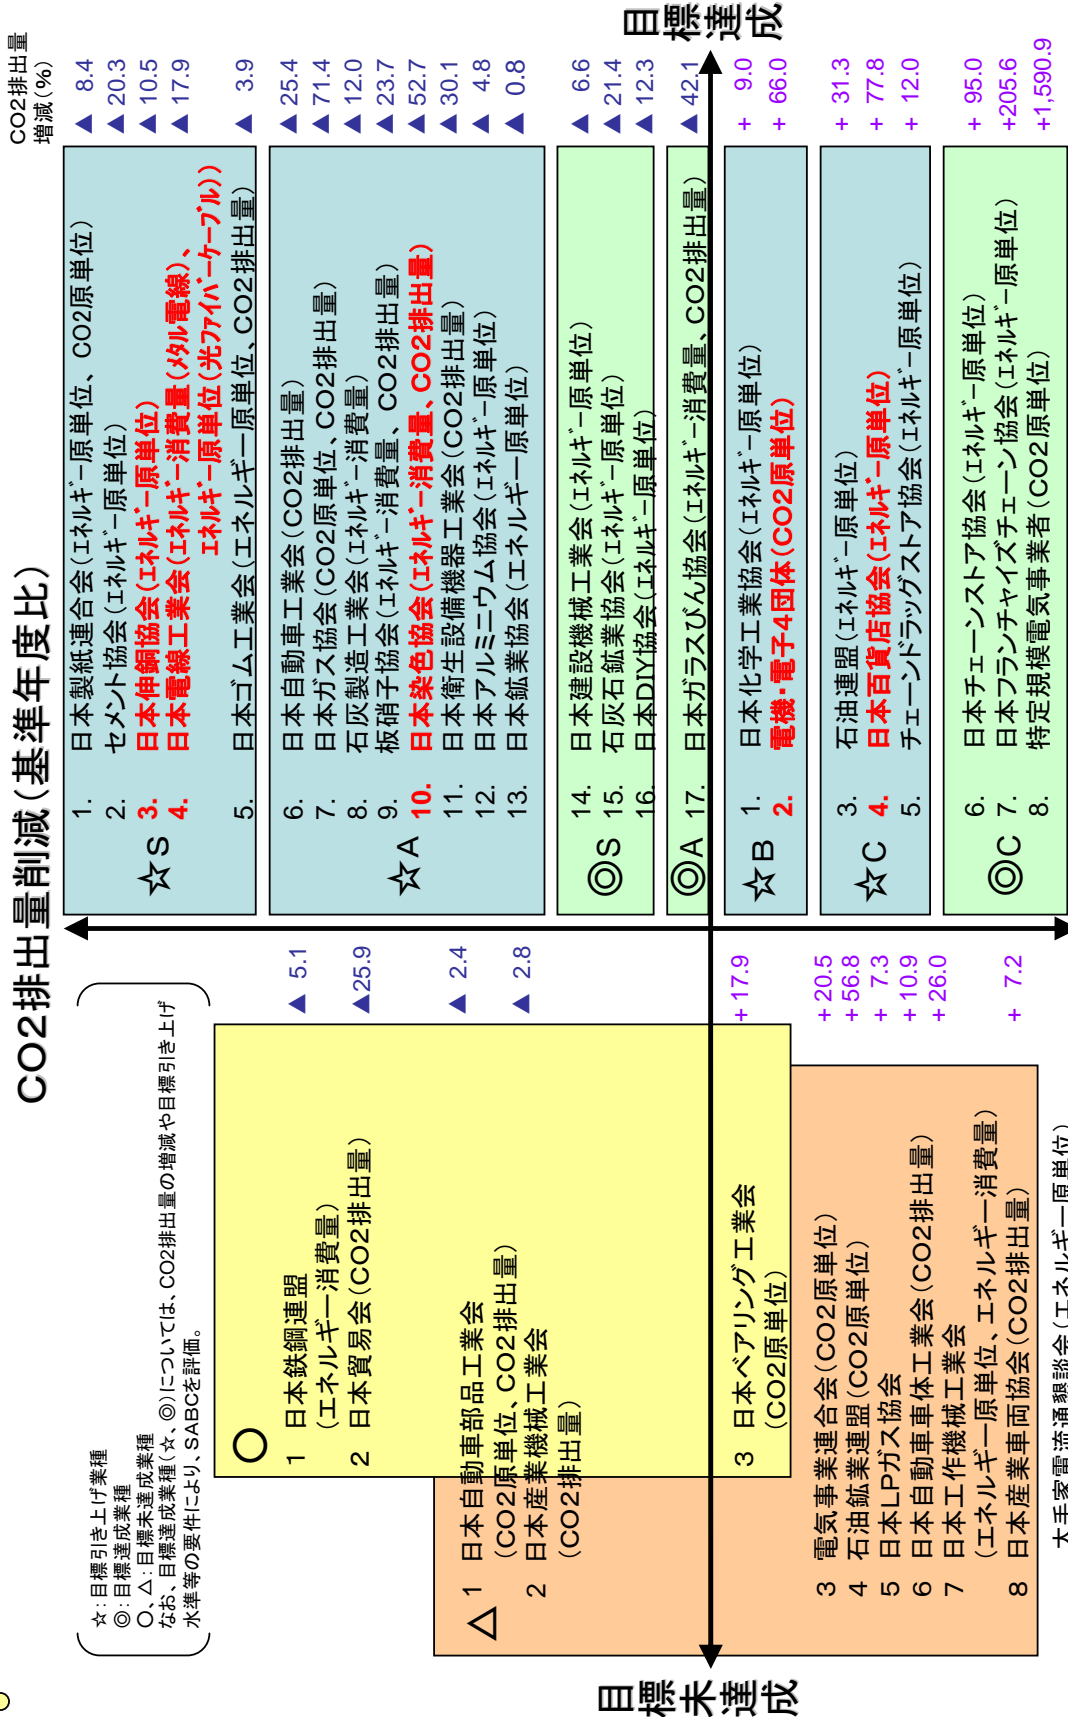 CO2排出量削減(基準年度比)
CO2排出量
増減(%)
☆:目標引き上げ業種
◎:目標達成業種
○、△:目標未達成業種
なお、目標達成業種(☆、◎)については、CO2排出量の増減や目標引き上げ
水準等の要件により、SABCを評価。
目標達成
目標未達成
☆S
1. 日本製紙連合会(エネルギー原単位、CO2原単位) ▲ 8.4
2. セメント協会(エネルギー原単位) ▲ 20.3
3. 日本伸銅協会(エネルギー原単位) ▲ 10.5
4. 日本電線工業会(エネルギー消費量(メタル電線)、 ▲ 17.9
エネルギー原単位(光ファイバーケーブル))
5. 日本ゴム工業会(エネルギー原単位、CO2排出量) ▲ 3.9
☆A
6. 日本自動車工業会(CO2排出量) ▲ 25.4
7. 日本ガス協会(CO2原単位、CO2排出量) ▲ 71.4
8. 石灰製造工業会(エネルギー消費量) ▲ 12.0
9. 板硝子協会(エネルギー消費量、CO2排出量) ▲ 23.7
10. 日本染色協会(エネルギー消費量、CO2排出量) ▲ 52.7
11. 日本衛生設備機器工業会(CO2排出量) ▲ 30.1
12. 日本アルミニウム協会(エネルギー原単位) ▲ 4.8
13. 日本鉱業協会(エネルギー原単位) ▲ 0.8
◎S
14. 日本建設機械工業会(エネルギー原単位) ▲ 6.6
15. 石灰石鉱業協会(エネルギー原単位) ▲ 21.4
16. 日本DIY協会(エネルギー原単位) ▲ 12.3
◎A
17. 日本ガラスびん協会(エネルギー消費量、CO2排出量) ▲ 42.1
☆B
1. 日本化学工業協会(エネルギー原単位) + 9.0
2. 電機・電子4団体(CO2原単位) + 66.0
☆C
3. 石油連盟(エネルギー原単位) + 31.3
4. 日本百貨店協会(エネルギー原単位) + 77.8
5. チェーンドラッグストア協会(エネルギー原単位) + 12.0
◎C
6. 日本チェーンストア協会(エネルギー原単位) + 95.0
7. 日本フランチャイズチェーン協会(エネルギー原単位) +205.6
8. 特定規模電気事業者(CO2原単位) +1,590.9
○
1 日本鉄鋼連盟 ▲ 5.1
(エネルギー消費量)
2 日本貿易会(CO2排出量) ▲25.9
△
1 日本自動車部品工業会 ▲ 2.4
(CO2原単位、CO2排出量)
2 日本産業機械工業会 ▲ 2.8
(CO2排出量)
3 日本ベアリング工業会 +17.9
(CO2原単位)
3 電気事業連合会(CO2原単位) + 20.5
4 石油鉱業連盟(CO2原単位) + 56.8
5 日本LPガス協会 + 7.3
6 日本自動車車体工業会(CO2排出量) + 10.9
7 日本工作機械工業会 + 26.0
(エネルギー原単位、エネルギー消費量)
8 日本産業車両協会(CO2排出量) + 7.2
大手家電流通懇談会(エネルギー原単位)